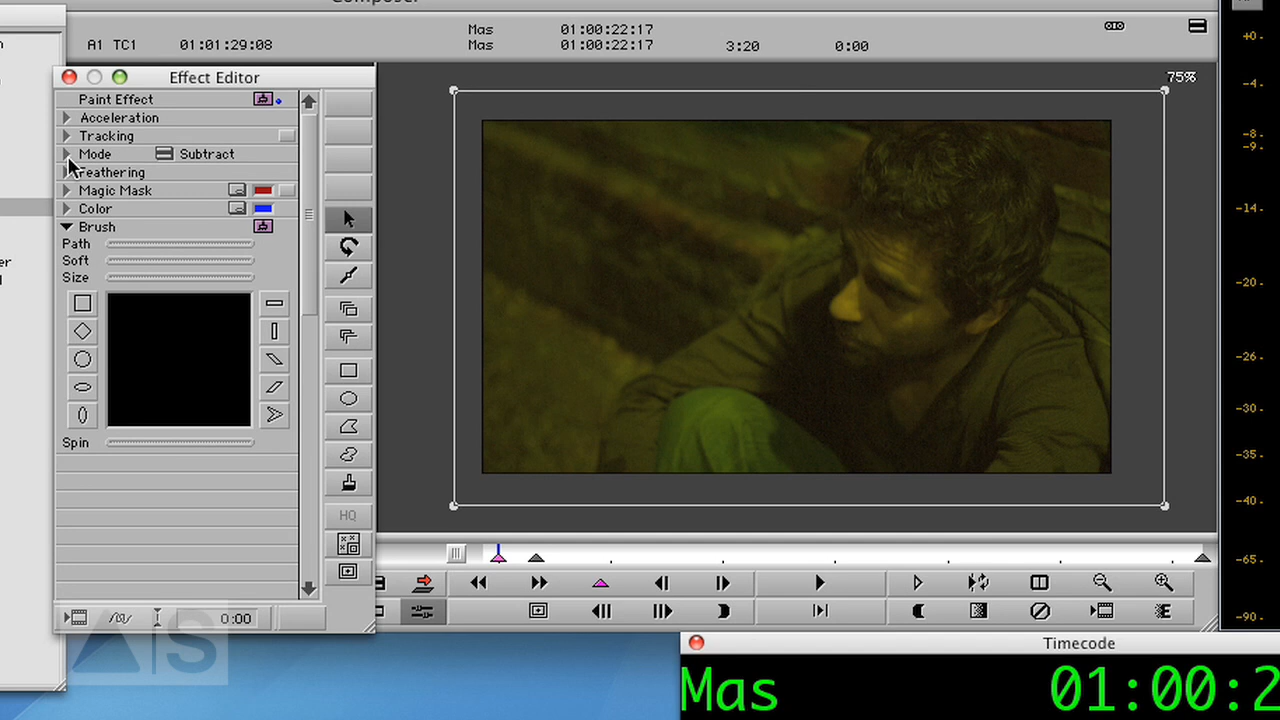 Composer
A1 TC1 01:01:29:08
Mas 01:00:22:17
Mas 01:00:22:17
3:20 0:00
75%
Effect Editor
Paint Effect
Acceleration
Tracking
Mode Subtract
Feathering
Magic Mask
Color
Brush
Path
Soft
Size
Spin
HQ
0:00
AS
Timecode
Mas 01:00:2
+0
-4
-8
-9
-14
-20
-26
-30
-35
-40
-65
-90